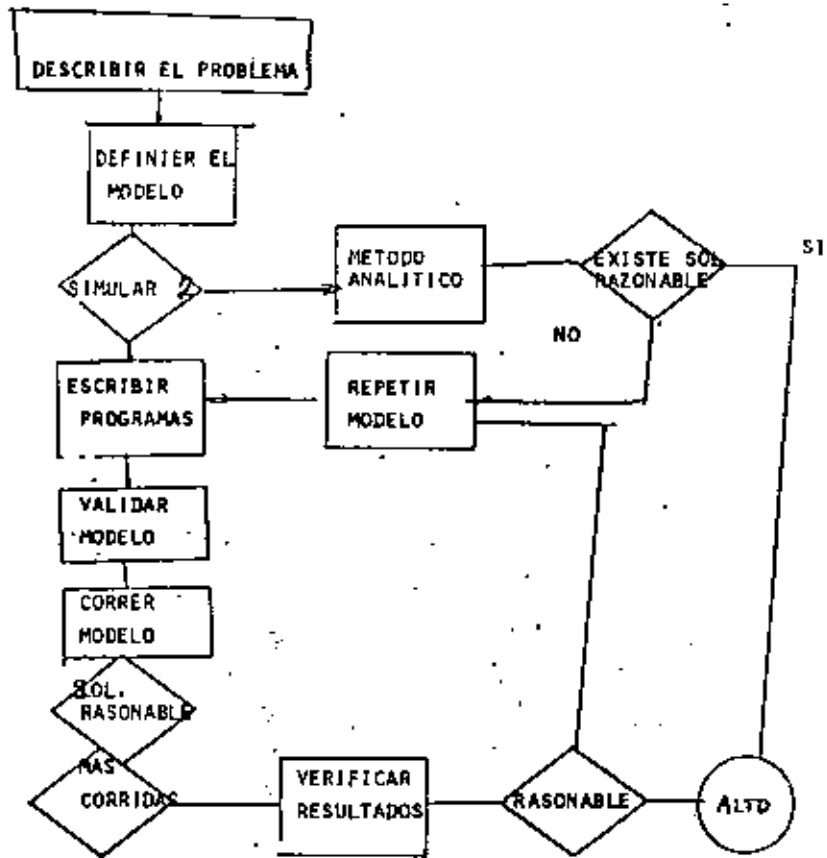 DESCRIBIR EL PROBLEMA
DEFINIER EL
MODELO
SIMULAR ?
METODO
ANALITICO
EXISTE SOL
RAZONABLE
SI
NO
ESCRIBIR
PROGRAMAS
REPETIR
MODELO
VALIDAR
MODELO
CORRER
MODELO
SOL.
RASONABLE
MAS
CORRIDAS
VERIFICAR
RESULTADOS
RASONABLE
ALTO